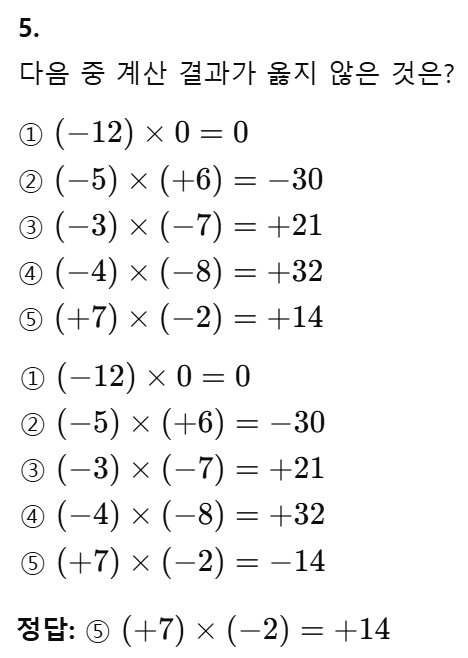 5.
다음 중 계산 결과가 옳지 않은 것은?
① (−12) × 0 = 0
② (−5) × (+6) = −30
③ (−3) × (−7) = +21
④ (−4) × (−8) = +32
⑤ (+7) × (−2) = +14
① (−12) × 0 = 0
② (−5) × (+6) = −30
③ (−3) × (−7) = +21
④ (−4) × (−8) = +32
⑤ (+7) × (−2) = −14
정답: ⑤ (+7) × (−2) = +14